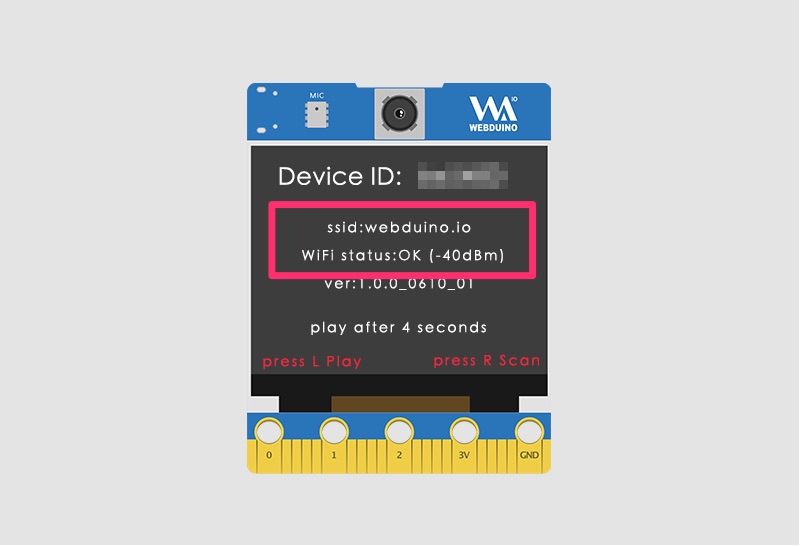 MIC
IO
WEBDUINO
Device ID:
ssid:webduino.io
WiFi status:OK (-40dBm)
ver:1.0.0_0610_01
play after 4 seconds
press L Play press R Scan
0 1 2 3V GND